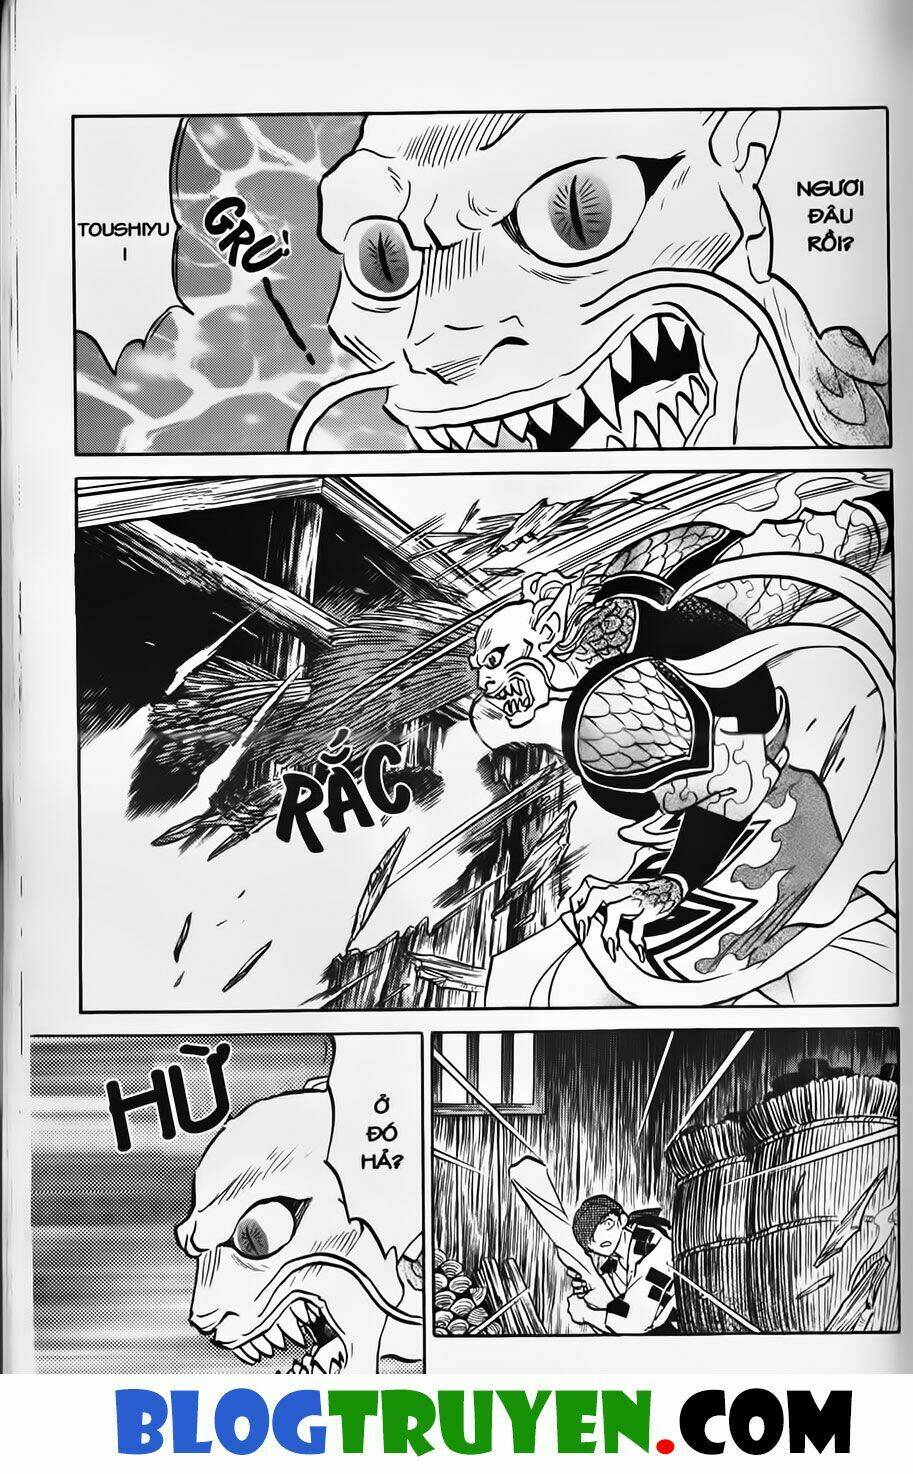 NGƯƠI
ĐÂU
RỒI?
GRỪ
TOUSHIYU
I
RẮC
Ở
ĐÓ
HẢ?
HỪ
BLOGTRUYEN.COM